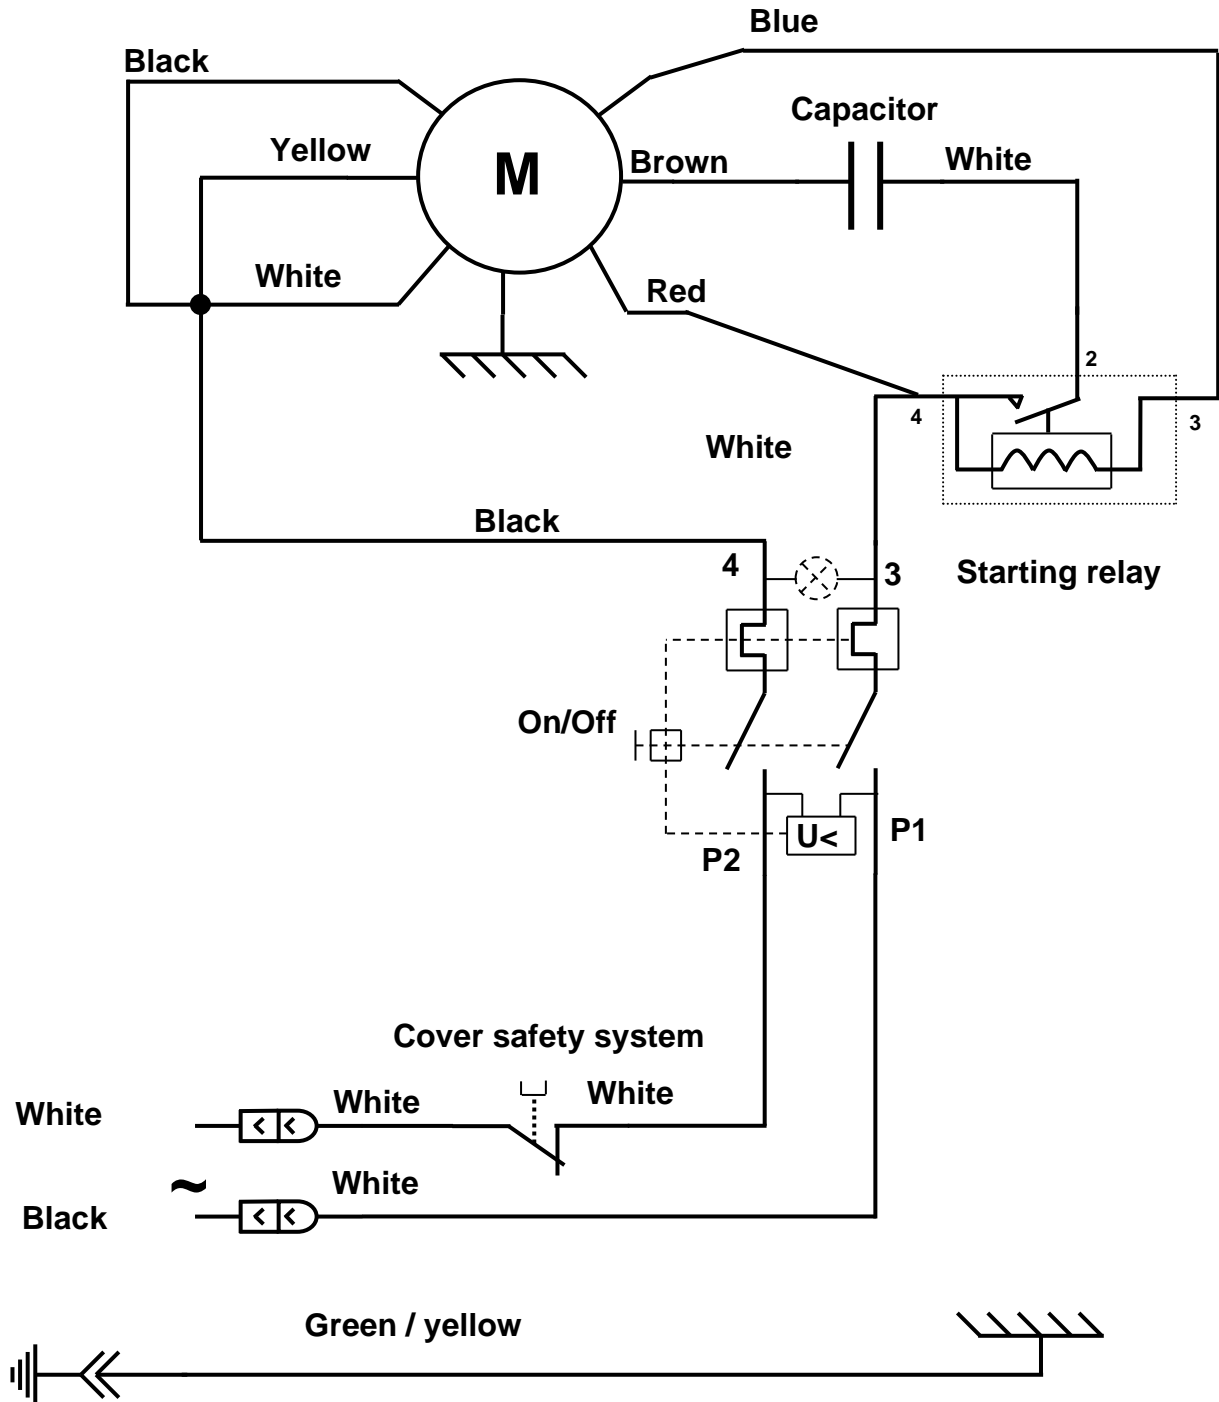 Blue
Black
Capacitor
Yellow
M
Brown
White
White
Red
2
4
3
White
Black
4
3
Starting relay
On/Off
U<
P1
P2
Cover safety system
White
White
White
~
White
Black
Green / yellow